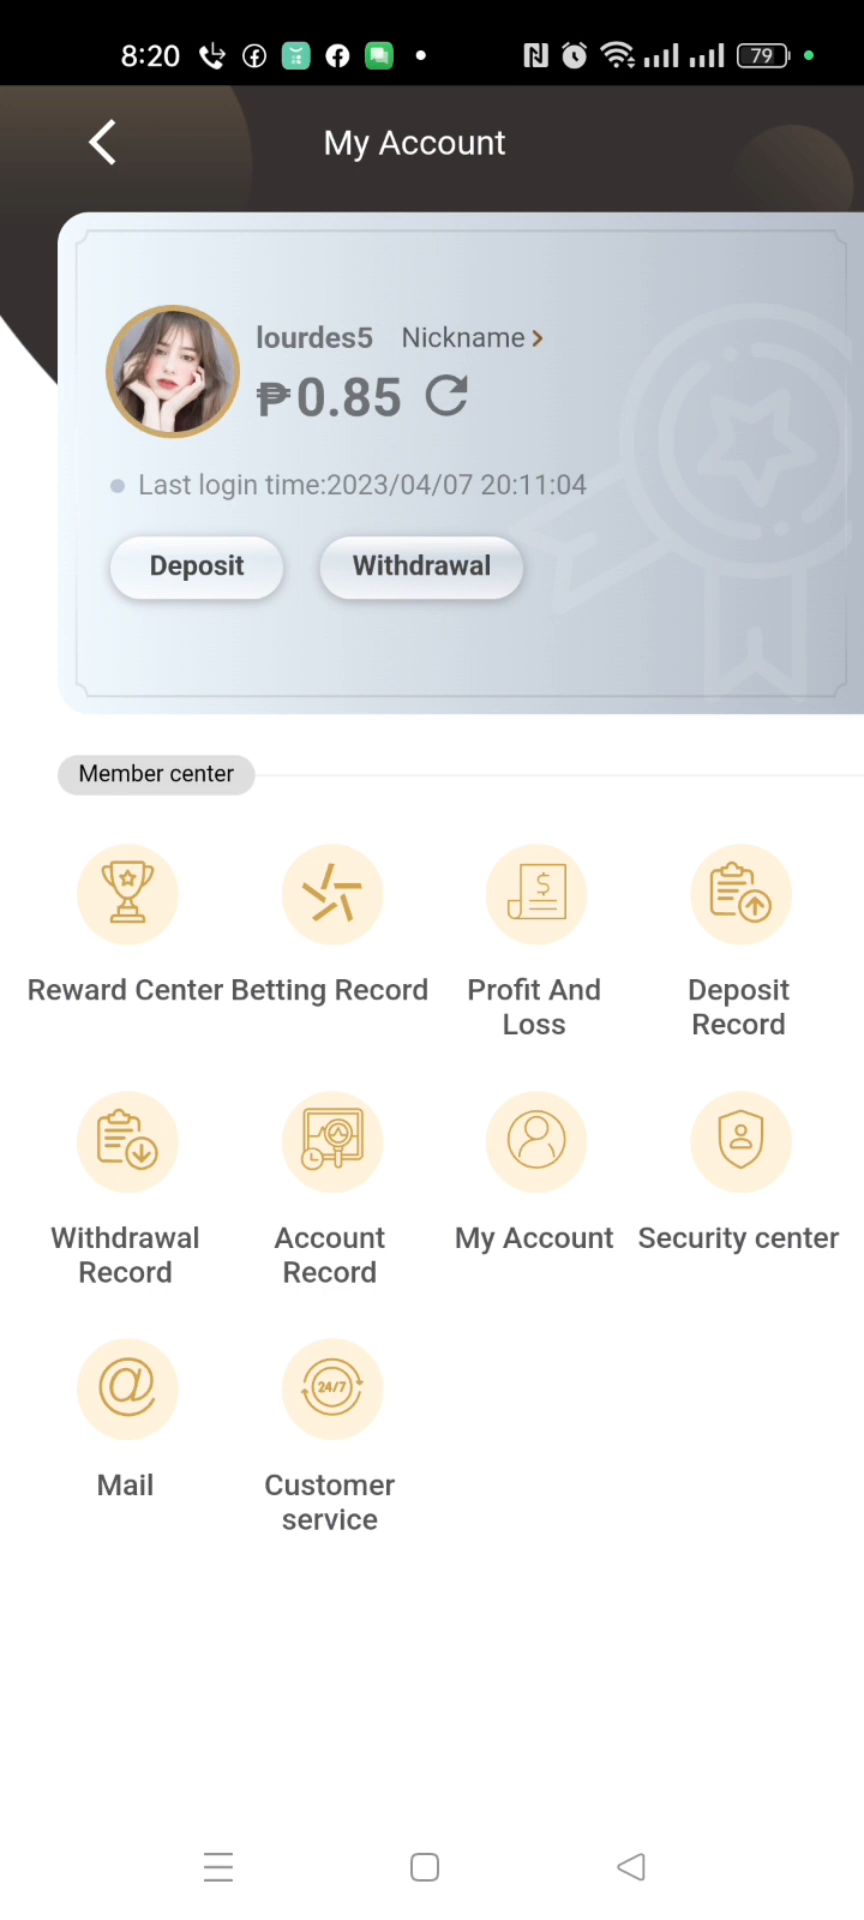 8:20
79
My Account
lourdes5 Nickname
₱0.85
Last login time:2023/04/07 20:11:04
Deposit Withdrawal
Member center
Reward Center Betting Record Profit And Loss Deposit Record
Withdrawal Record Account Record My Account Security center
24/7
Mail Customer service